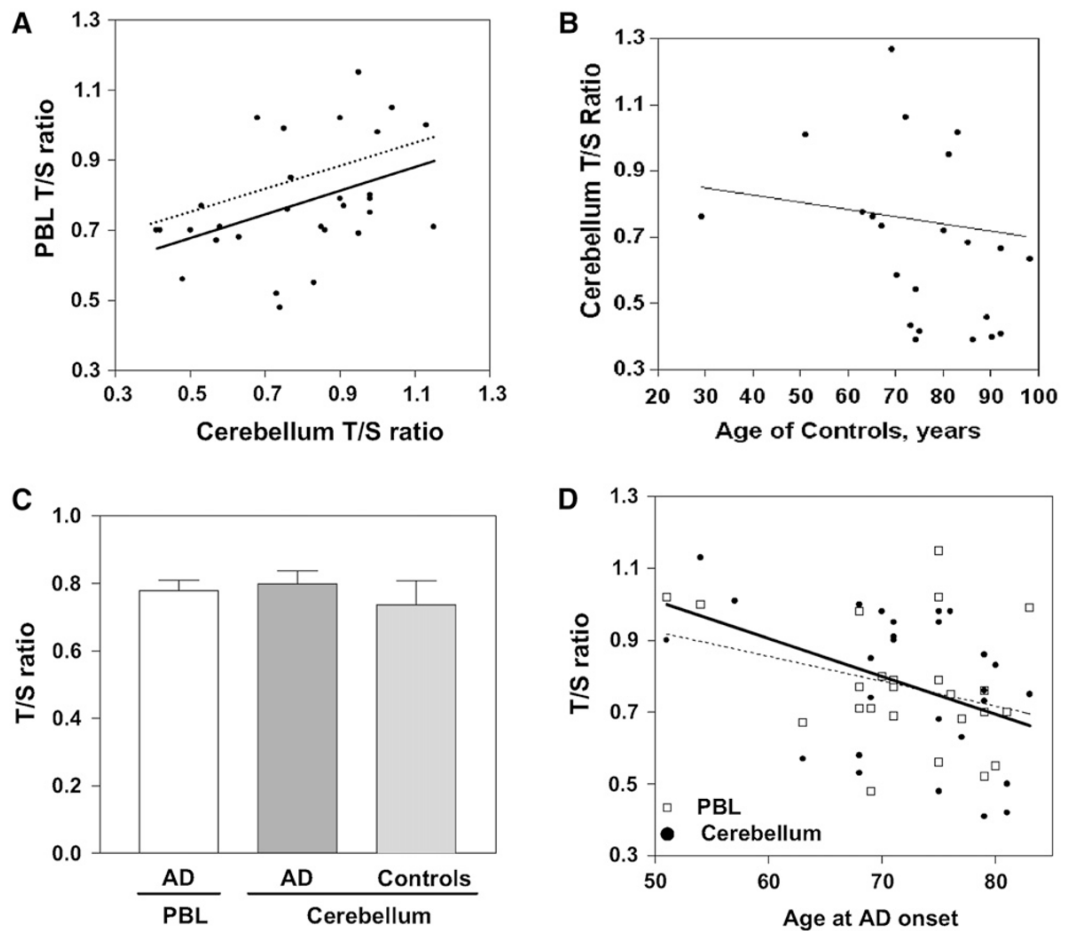 A
1.3
1.1
0.9
0.7
0.5
0.3
PBL T/S ratio
0.3 0.5 0.7 0.9 1.1 1.3
Cerebellum T/S ratio
B
1.3
1.1
0.9
0.7
0.5
0.3
Cerebellum T/S Ratio
20 30 40 50 60 70 80 90 100
Age of Controls, years
C
1.0
0.8
0.6
0.4
0.2
0.0
T/S ratio
AD AD Controls
PBL Cerebellum
D
1.3
1.1
0.9
0.7
0.5
0.3
T/S ratio
PBL
Cerebellum
50 60 70 80
Age at AD onset